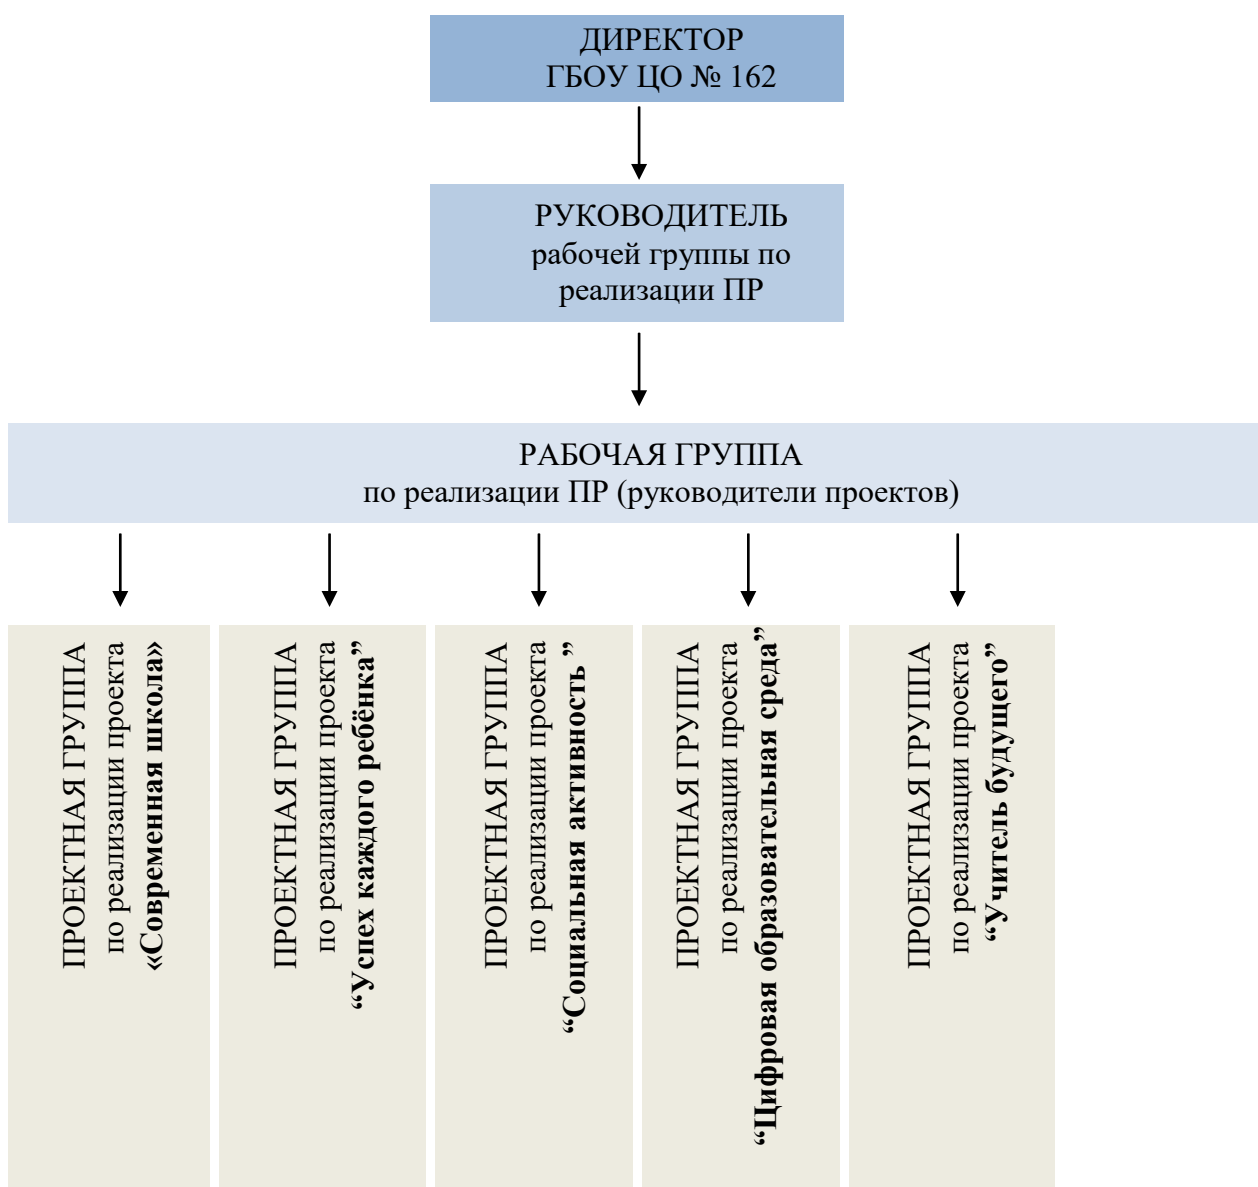 ДИРЕКТОР
ГБОУ ЦО № 162
РУКОВОДИТЕЛЬ
рабочей группы по
реализации ПР
РАБОЧАЯ ГРУППА
по реализации ПР (руководители проектов)
ПРОЕКТНАЯ ГРУППА
по реализации проекта
«Современная школа»
ПРОЕКТНАЯ ГРУППА
по реализации проекта
“Успех каждого ребёнка”
ПРОЕКТНАЯ ГРУППА
по реализации проекта
“Социальная активность ”
ПРОЕКТНАЯ ГРУППА
по реализации проекта
“Цифровая образовательная среда”
ПРОЕКТНАЯ ГРУППА
по реализации проекта
“Учитель будущего”